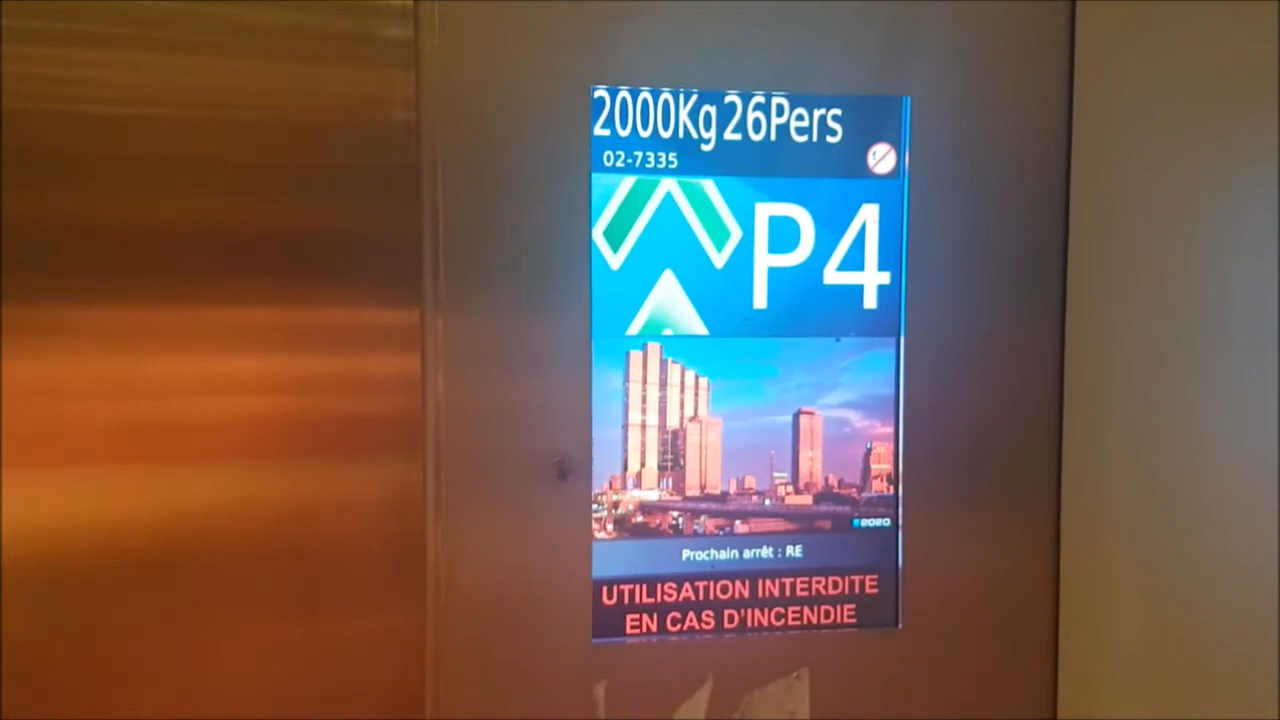 2000Kg 26Pers
02-7335
P4
2020
Prochain arrêt : RE
UTILISATION INTERDITE
EN CAS D'INCENDIE